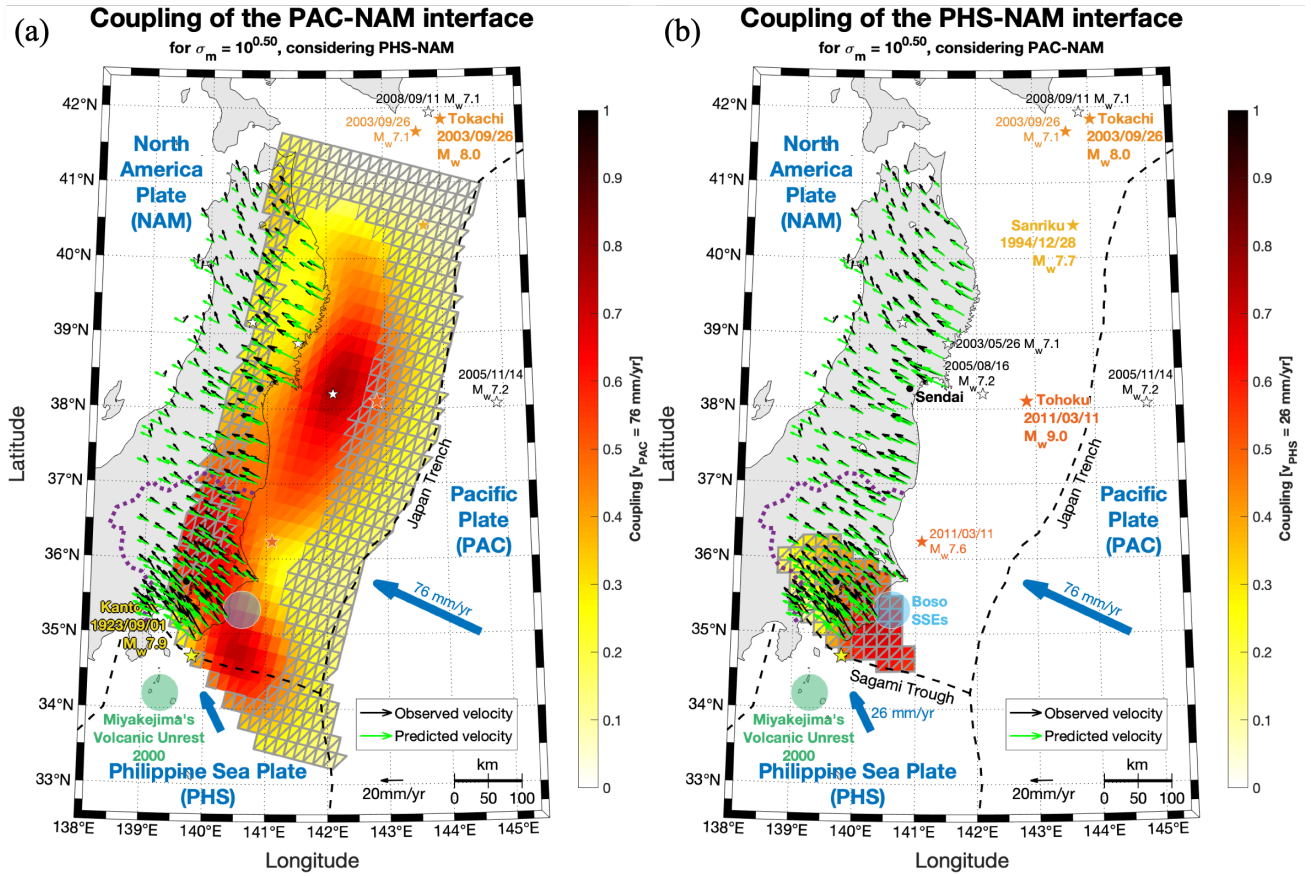 (a)
Coupling of the PAC-NAM interface
for σm = 10^0.50, considering PHS-NAM
42°N
41°N
40°N
39°N
38°N
37°N
36°N
35°N
34°N
33°N
Latitude
North
America
Plate
(NAM)
2008/09/11 Mw7.1
2003/09/26
Mw7.1
Tokachi
2003/09/26
Mw8.0
2005/11/14
Mw7.2
Japan Trench
Pacific
Plate
(PAC)
76 mm/yr
Kanto
1923/09/01
Mw7.9
Miyakejima's
Volcanic Unrest
2000
Philippine Sea Plate
(PHS)
Observed velocity
Predicted velocity
20mm/yr
km
0 50 100
138°E 139°E 140°E 141°E 142°E 143°E 144°E 145°E
Longitude
1
0.9
0.8
0.7
0.6
0.5
0.4
0.3
0.2
0.1
0
Coupling [vPAC = 76 mm/yr]
(b)
Coupling of the PHS-NAM interface
for σm = 10^0.50, considering PAC-NAM
42°N
41°N
40°N
39°N
38°N
37°N
36°N
35°N
34°N
33°N
Latitude
North
America
Plate
(NAM)
2008/09/11 Mw7.1
2003/09/26
Mw7.1
Tokachi
2003/09/26
Mw8.0
Sanriku
1994/12/28
Mw7.7
2003/05/26 Mw7.1
2005/08/16
Mw7.2
Sendai
2005/11/14
Mw7.2
Tohoku
2011/03/11
Mw9.0
Japan Trench
Pacific
Plate
(PAC)
2011/03/11
Mw7.6
76 mm/yr
Boso
SSEs
Sagami Trough
26 mm/yr
Miyakejima's
Volcanic Unrest
2000
Philippine Sea Plate
(PHS)
Observed velocity
Predicted velocity
20mm/yr
km
0 50 100
138°E 139°E 140°E 141°E 142°E 143°E 144°E 145°E
Longitude
1
0.9
0.8
0.7
0.6
0.5
0.4
0.3
0.2
0.1
0
Coupling [vPHS = 26 mm/yr]